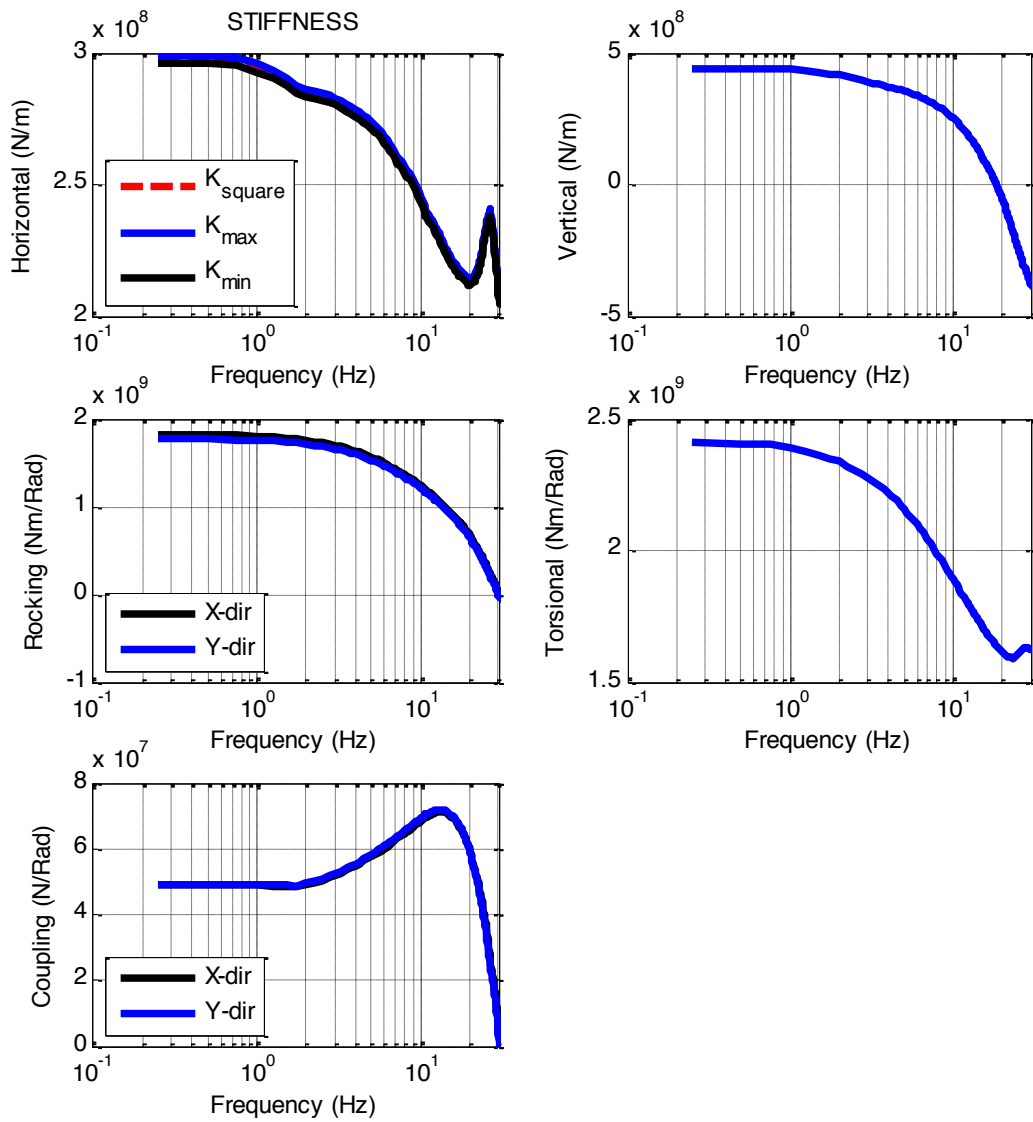 STIFFNESS
x 10^8
3
2.5
2
Horizontal (N/m)
K_square
K_max
K_min
10^-1
10^0
10^1
Frequency (Hz)
x 10^8
5
0
-5
Vertical (N/m)
10^-1
10^0
10^1
Frequency (Hz)
x 10^9
2
1
0
-1
Rocking (Nm/Rad)
X-dir
Y-dir
10^-1
10^0
10^1
Frequency (Hz)
x 10^9
2.5
2
1.5
Torsional (Nm/Rad)
10^-1
10^0
10^1
Frequency (Hz)
x 10^7
8
6
4
2
0
Coupling (N/Rad)
X-dir
Y-dir
10^-1
10^0
10^1
Frequency (Hz)